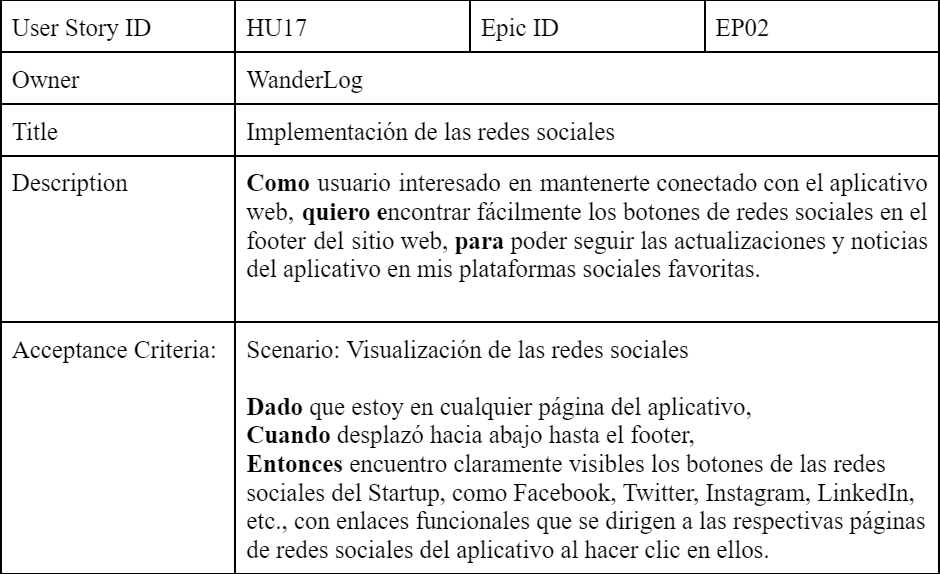 User Story ID HU17 Epic ID EP02
Owner WanderLog
Title Implementación de las redes sociales
Description Como usuario interesado en mantenerte conectado con el aplicativo
web, quiero encontrar fácilmente los botones de redes sociales en el
footer del sitio web, para poder seguir las actualizaciones y noticias
del aplicativo en mis plataformas sociales favoritas.
Acceptance Criteria: Scenario: Visualización de las redes sociales
Dado que estoy en cualquier página del aplicativo,
Cuando desplazó hacia abajo hasta el footer,
Entonces encuentro claramente visibles los botones de las redes
sociales del Startup, como Facebook, Twitter, Instagram, LinkedIn,
etc., con enlaces funcionales que se dirigen a las respectivas páginas
de redes sociales del aplicativo al hacer clic en ellos.